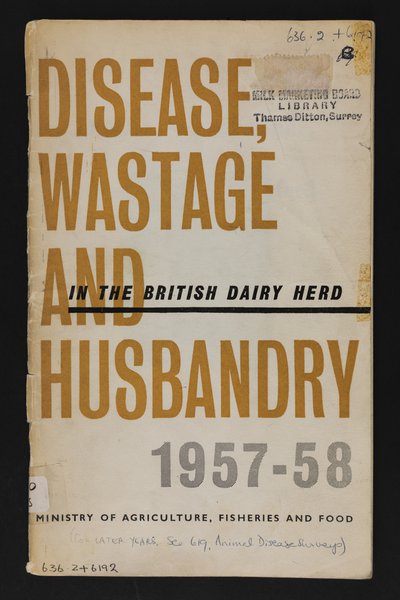 636.2 + 6192
B
MILK MARKETING BOARD
LIBRARY
Thames Ditton, Surrey
DISEASE,
WASTAGE
AND
IN THE BRITISH DAIRY HERD
HUSBANDRY
1957-58
MINISTRY OF AGRICULTURE, FISHERIES AND FOOD
(For LATER YEARS, See 619, Animal Disease Surveys)
636.2+6192